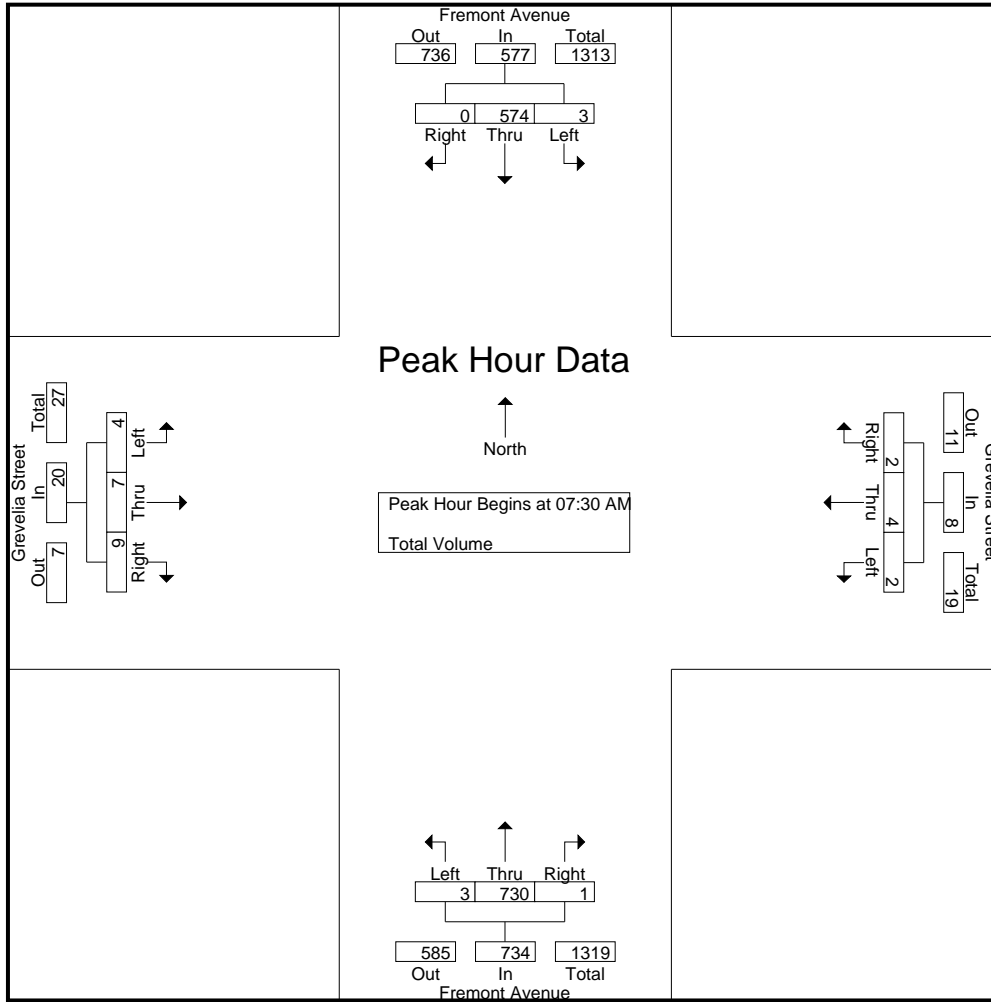 Fremont Avenue
Out In Total
736 577 1313
0 574 3
Right Thru Left
Peak Hour Data
North
Peak Hour Begins at 07:30 AM
Total Volume
Grevelia Street
Out In Total
7 20 27
Right Thru Left
9 7 4
Grevelia Street
Out In Total
11 8 19
Right Thru Left
2 4 2
Left Thru Right
3 730 1
585 734 1319
Out In Total
Fremont Avenue